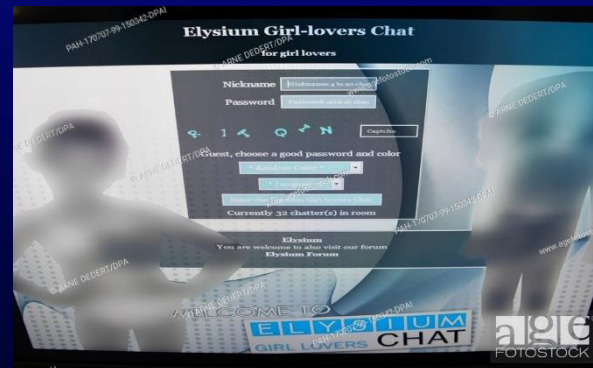 Elysium Girl-lovers Chat
for girl lovers
Nickname
Password
Captcha
Guest, choose a good password and color
Currently 32 chatter(s) in room
Elysium
You are welcome to also visit our forum
Elysium Forum
WELCOME TO
ELYSIUM
GIRL LOVERS CHAT
PAH-170707-99-150342-DPAI
© ARNE DEDERT/DPA
age
FOTOSTOCK